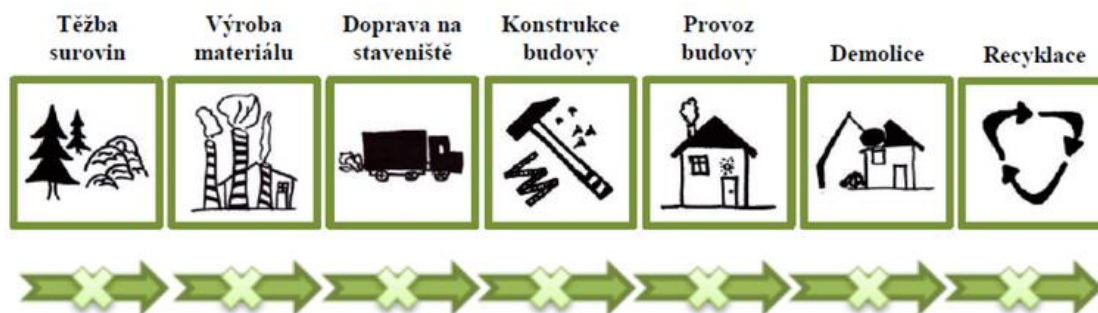 Těžba
surovin
Výroba
materiálu
Doprava na
staveniště
Konstrukce
budovy
Provoz
budovy
Demolice
Recyklace